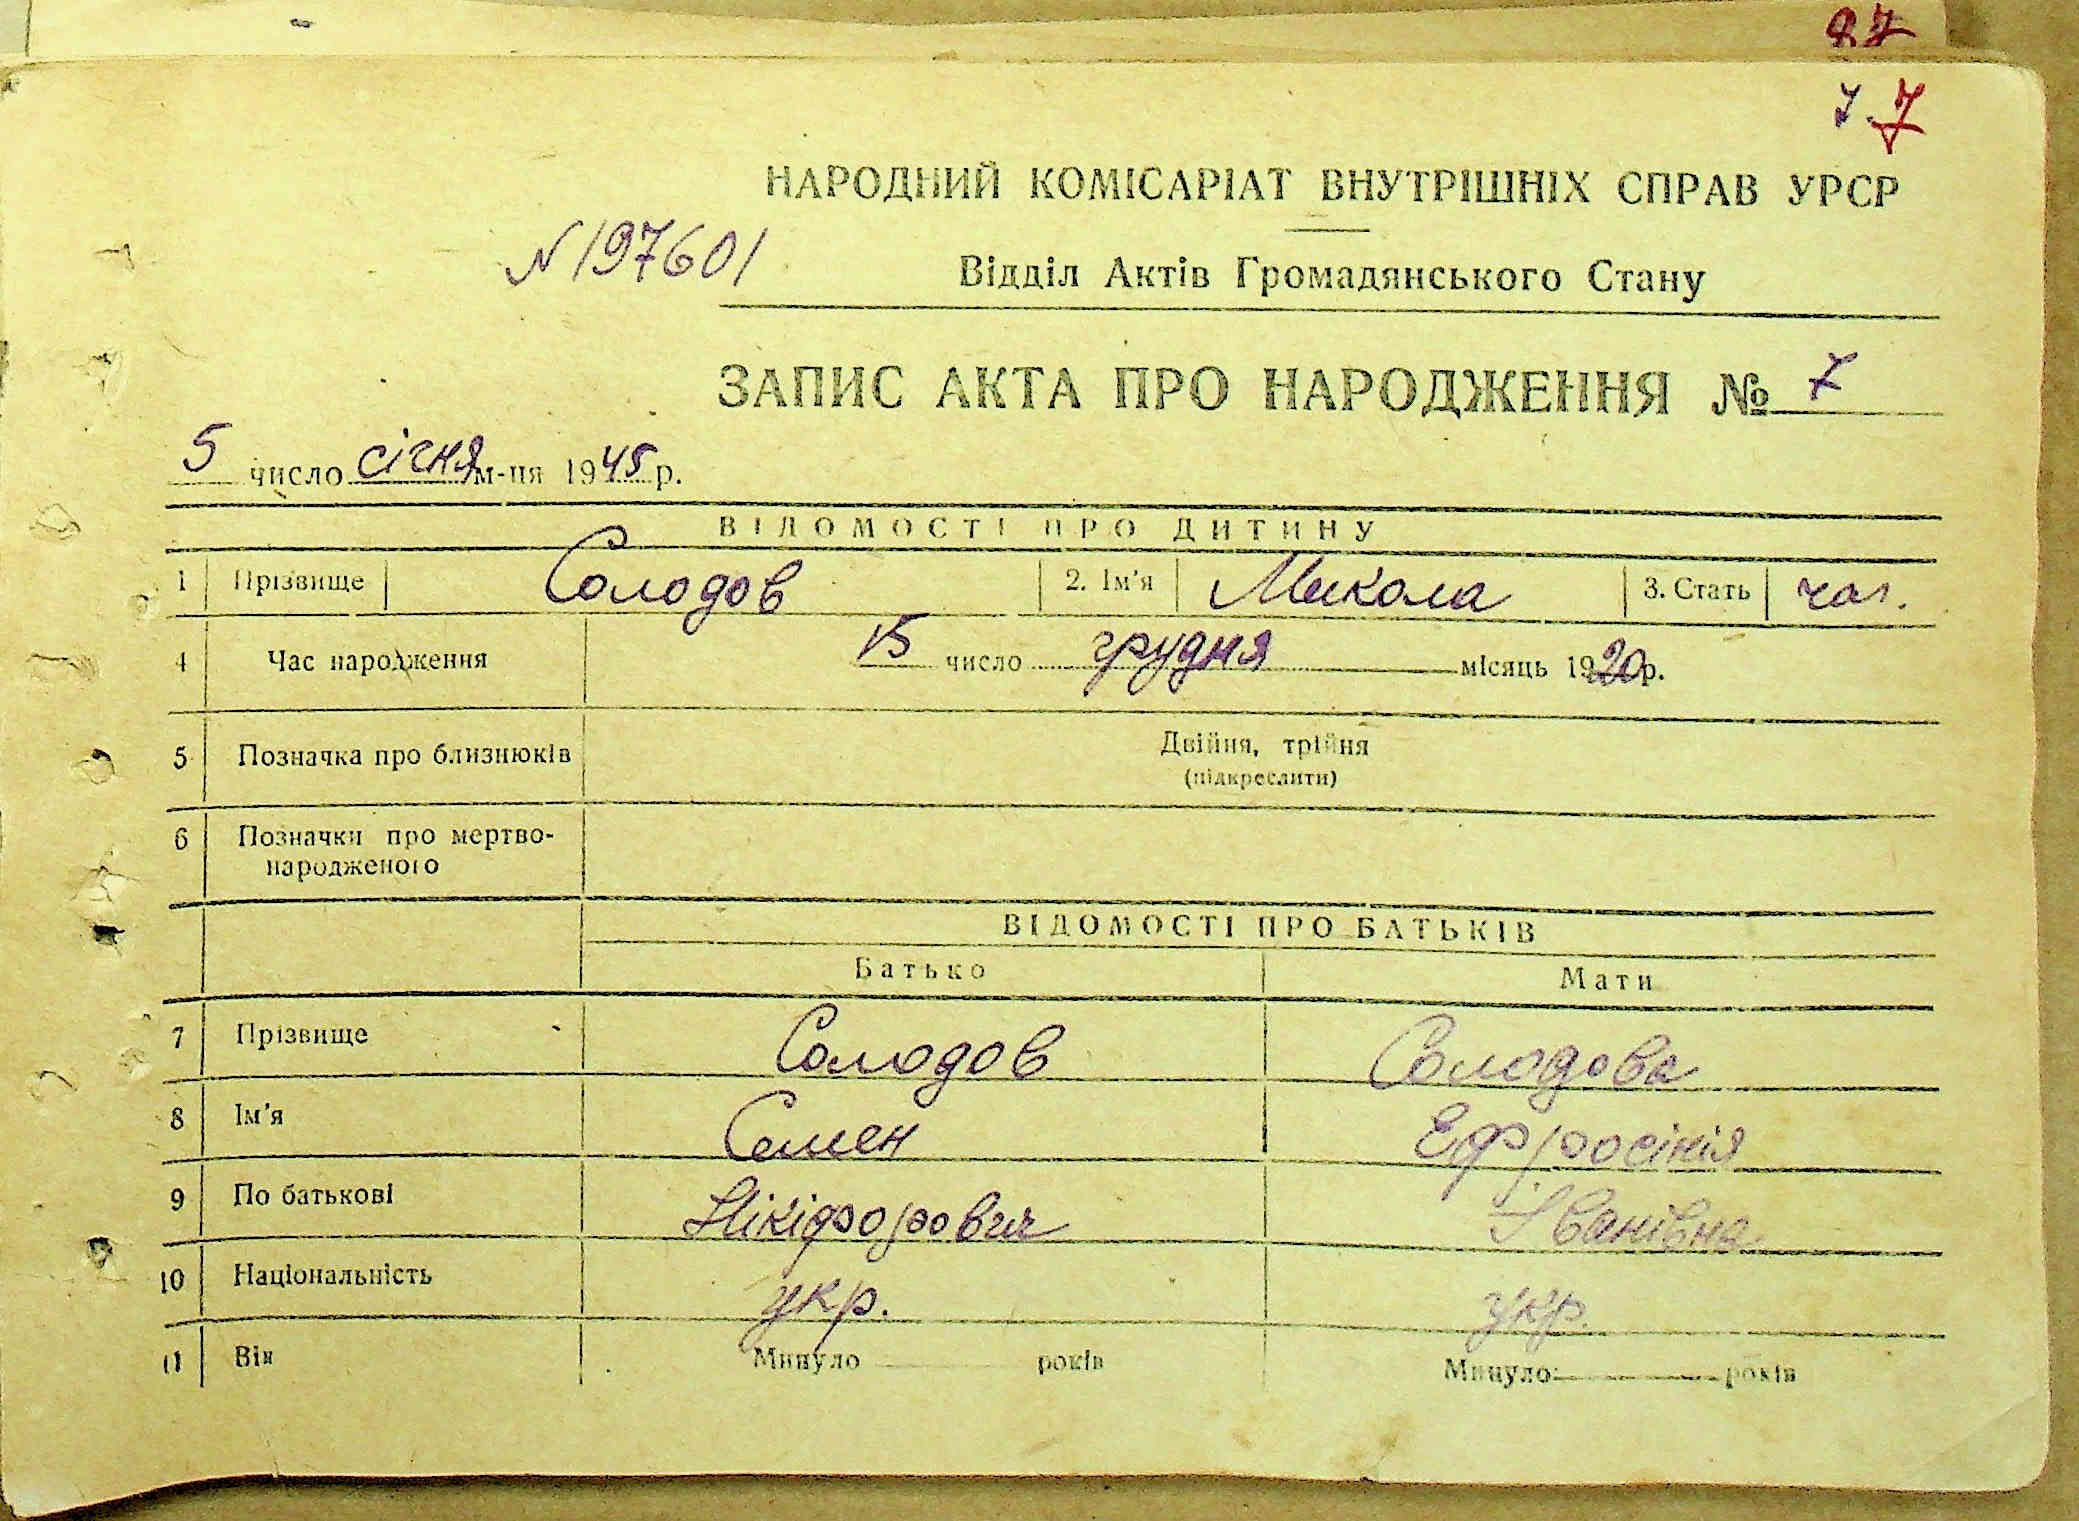 27
7. 7
НАРОДНИЙ КОМІСАРІАТ ВНУТРІШНІХ СПРАВ УРСР
N 197601
Відділ Актів Громадянського Стану
ЗАПИС АКТА ПРО НАРОДЖЕННЯ № 7
5 число січня м-ця 1945 р.
ВІДОМОСТІ ПРО ДИТИНУ
1 Прізвище Солодов 2. Ім'я Микола 3. Стать чол.
4 Час народження 15 число грудня місяць 1920 р.
5 Позначка про близнюків Двійня, трійня
(підкреслити)
6 Позначки про мертво-
народженого
ВІДОМОСТІ ПРО БАТЬКІВ
Батько Мати
7 Прізвище Солодов Солодова
8 Ім'я Семен Ефросінія
9 По батькові Нікіфорович Іванівна
10 Національність укр. укр.
11 Вік Минуло років Минуло років